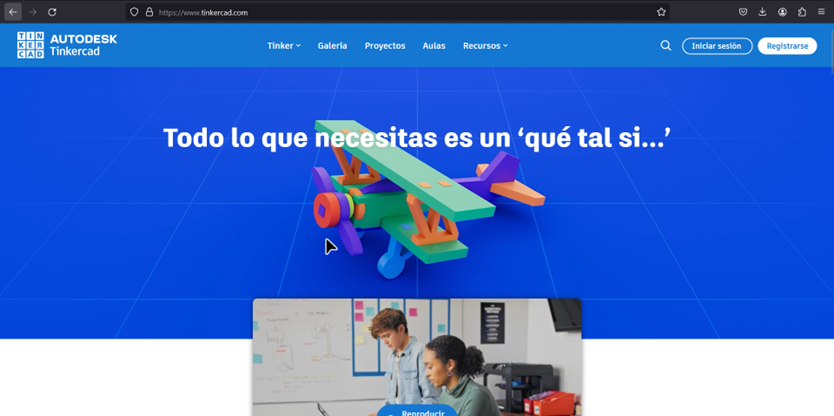 https://www.tinkercad.com
TIN
KER
CAD
AUTODESK
Tinkercad
Tinker
Galería
Proyectos
Aulas
Recursos
Iniciar sesión
Registrarse
Todo lo que necesitas es un ‘qué tal si...’
Reproducir